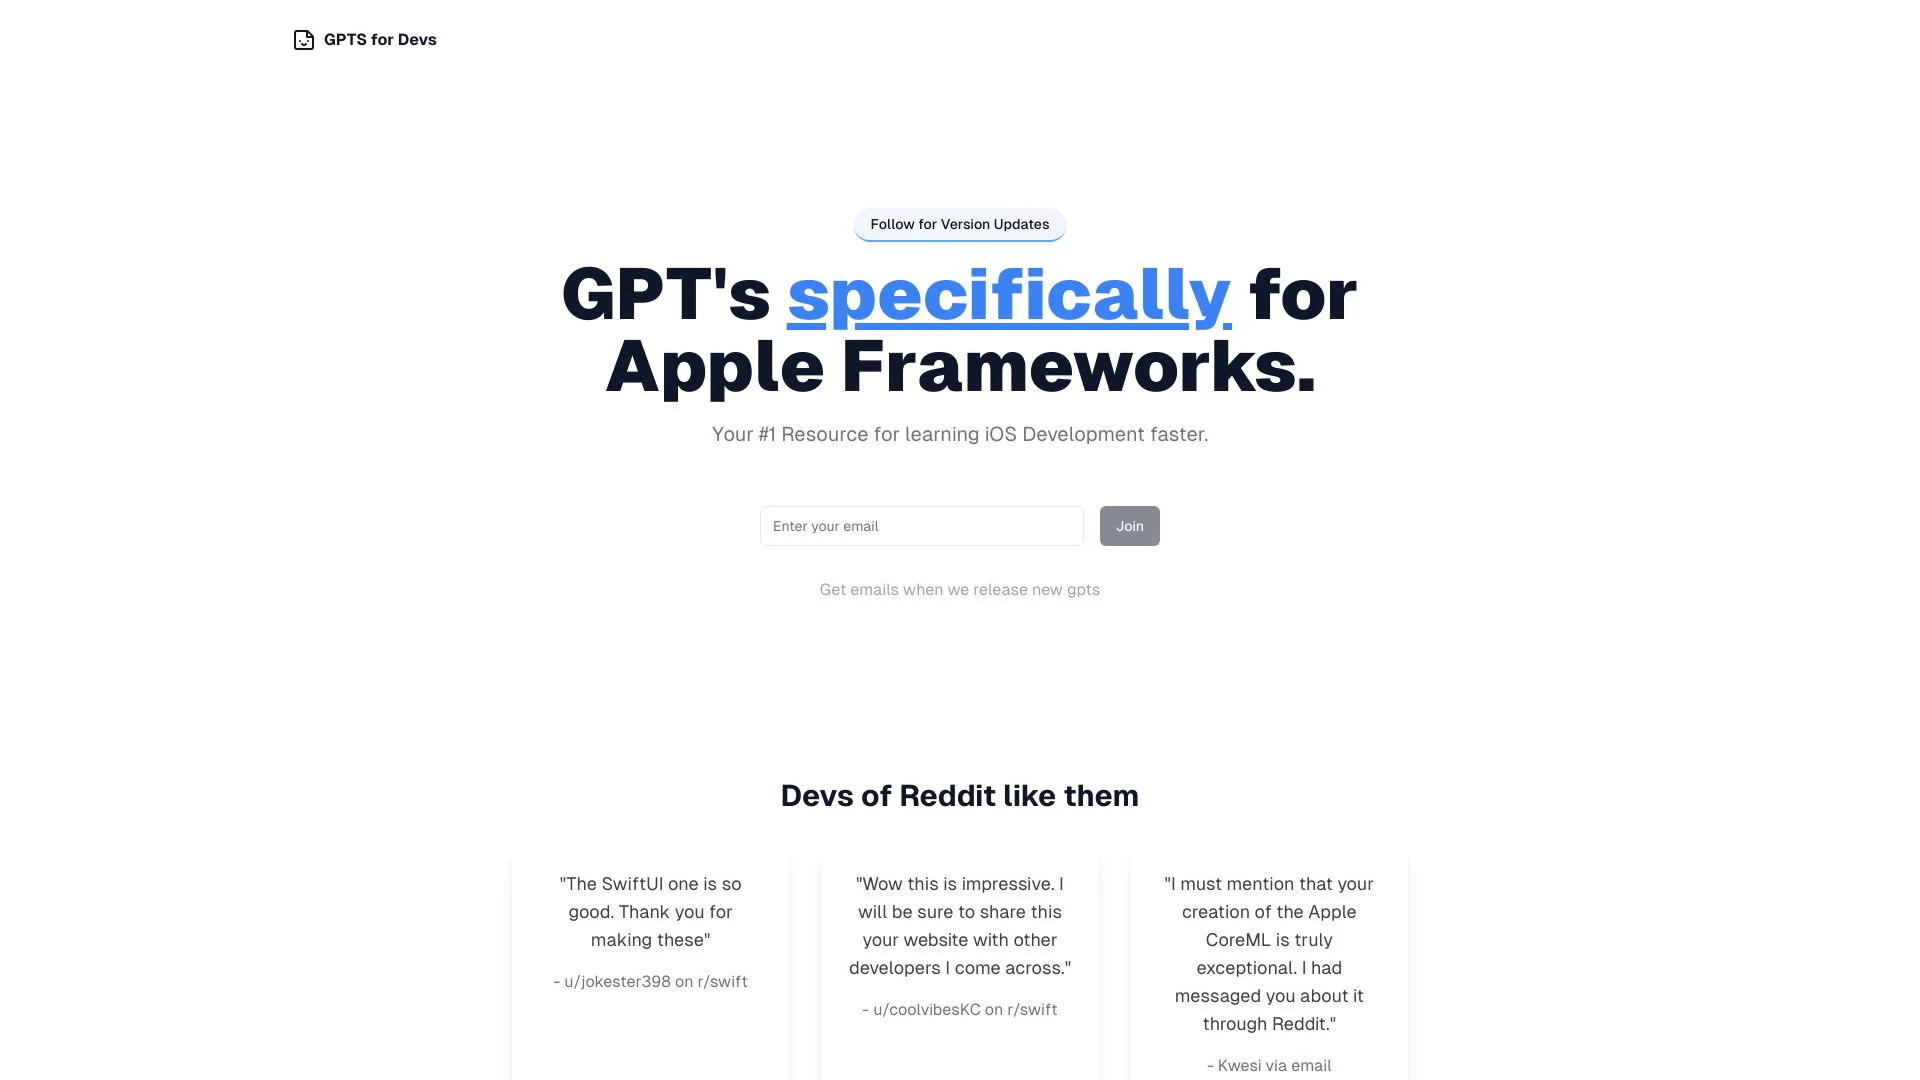 GPTS for Devs
Follow for Version Updates
GPT's specifically for
Apple Frameworks.
Your #1 Resource for learning iOS Development faster.
Enter your email
Join
Get emails when we release new gpts
Devs of Reddit like them
"The SwiftUI one is so
good. Thank you for
making these"
- u/jokester398 on r/swift
"Wow this is impressive. I
will be sure to share this
your website with other
developers I come across."
- u/coolvibesKC on r/swift
"I must mention that your
creation of the Apple
CoreML is truly
exceptional. I had
messaged you about it
through Reddit."
- Kwesi via email